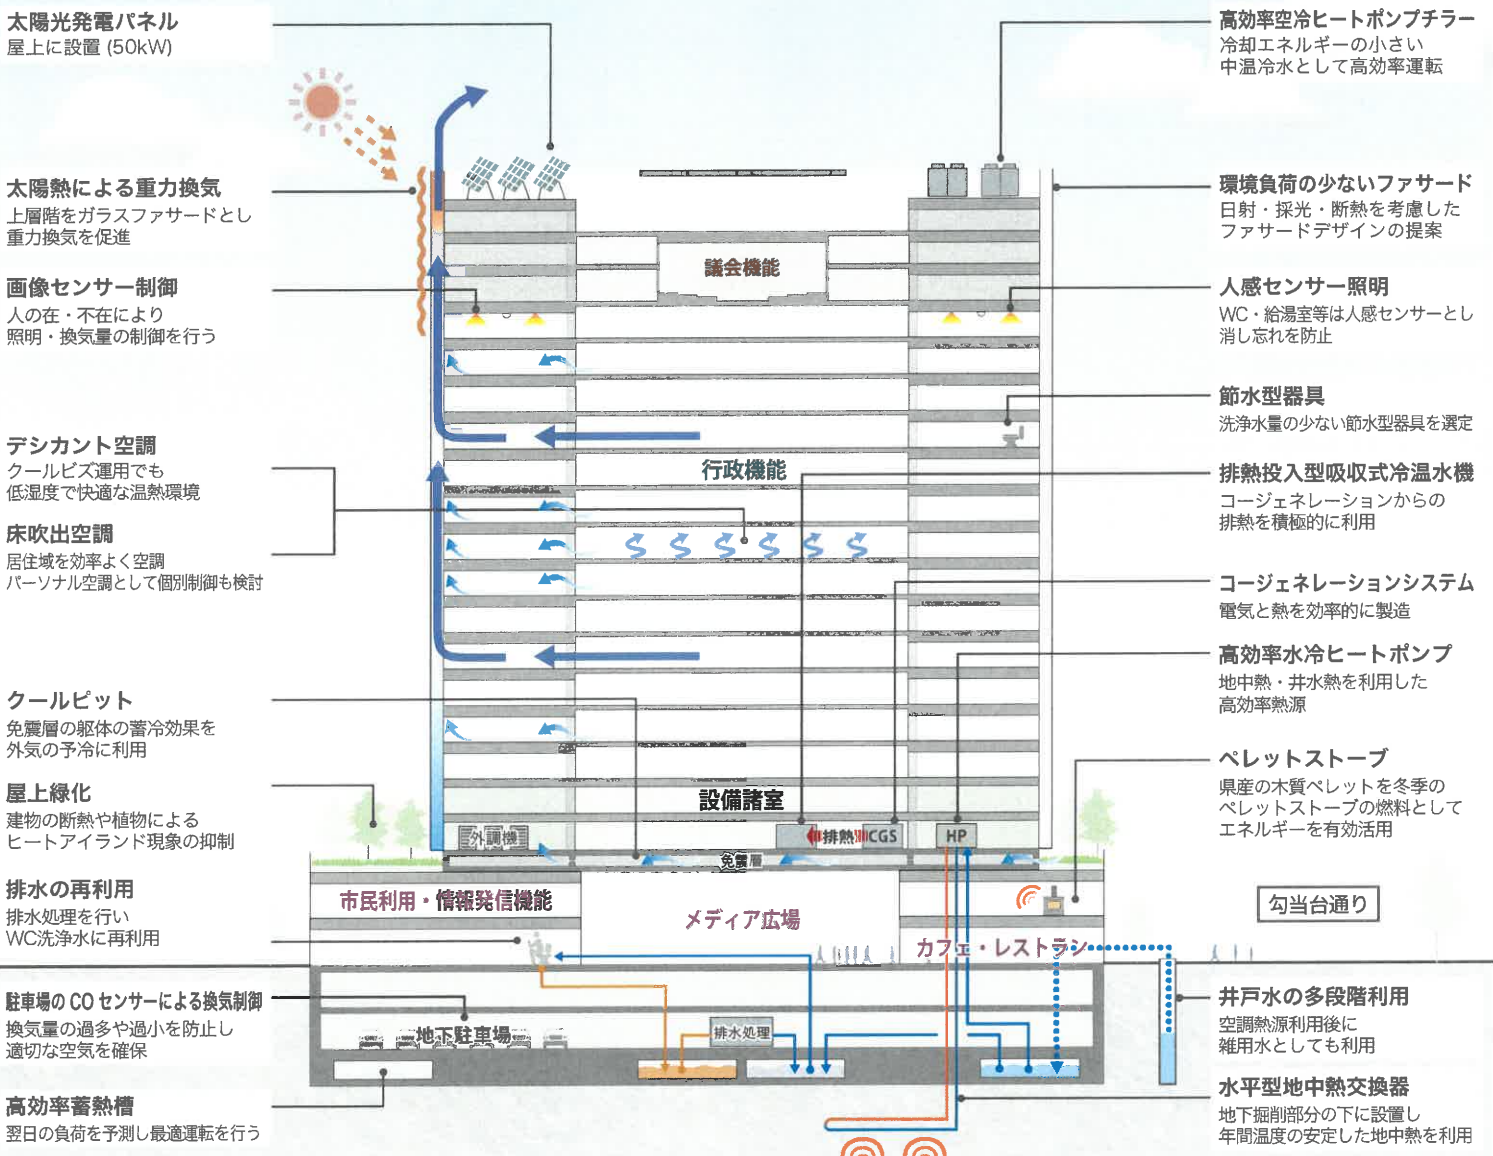 太陽光発電パネル
屋上に設置 (50kW)
太陽熱による重力換気
上層階をガラスファサードとし
重力換気を促進
画像センサー制御
人の在・不在により
照明・換気量の制御を行う
デシカント空調
クールビズ運用でも
低湿度で快適な温熱環境
床吹出空調
居住域を効率よく空調
パーソナル空調として個別制御も検討
クールピット
免震層の躯体の蓄冷効果を
外気の予冷に利用
屋上緑化
建物の断熱や植物による
ヒートアイランド現象の抑制
排水の再利用
排水処理を行い
WC洗浄水に再利用
駐車場の CO センサーによる換気制御
換気量の過多や過小を防止し
適切な空気を確保
高効率蓄熱槽
翌日の負荷を予測し最適運転を行う
議会機能
行政機能
設備諸室
外調機
排熱
CGS
HP
免震層
市民利用・情報発信機能
メディア広場
カフェ・レストラン
地下駐車場
排水処理
高効率空冷ヒートポンプチラー
冷却エネルギーの小さい
中温冷水として高効率運転
環境負荷の少ないファサード
日射・採光・断熱を考慮した
ファサードデザインの提案
人感センサー照明
WC・給湯室等は人感センサーとし
消し忘れを防止
節水型器具
洗浄水量の少ない節水型器具を選定
排熱投入型吸収式冷温水機
コージェネレーションからの
排熱を積極的に利用
コージェネレーションシステム
電気と熱を効率的に製造
高効率水冷ヒートポンプ
地中熱・井水熱を利用した
高効率熱源
ペレットストーブ
県産の木質ペレットを冬季の
ペレットストーブの燃料として
エネルギーを有効活用
勾当台通り
井戸水の多段階利用
空調熱源利用後に
雑用水としても利用
水平型地中熱交換器
地下掘削部分の下に設置し
年間温度の安定した地中熱を利用